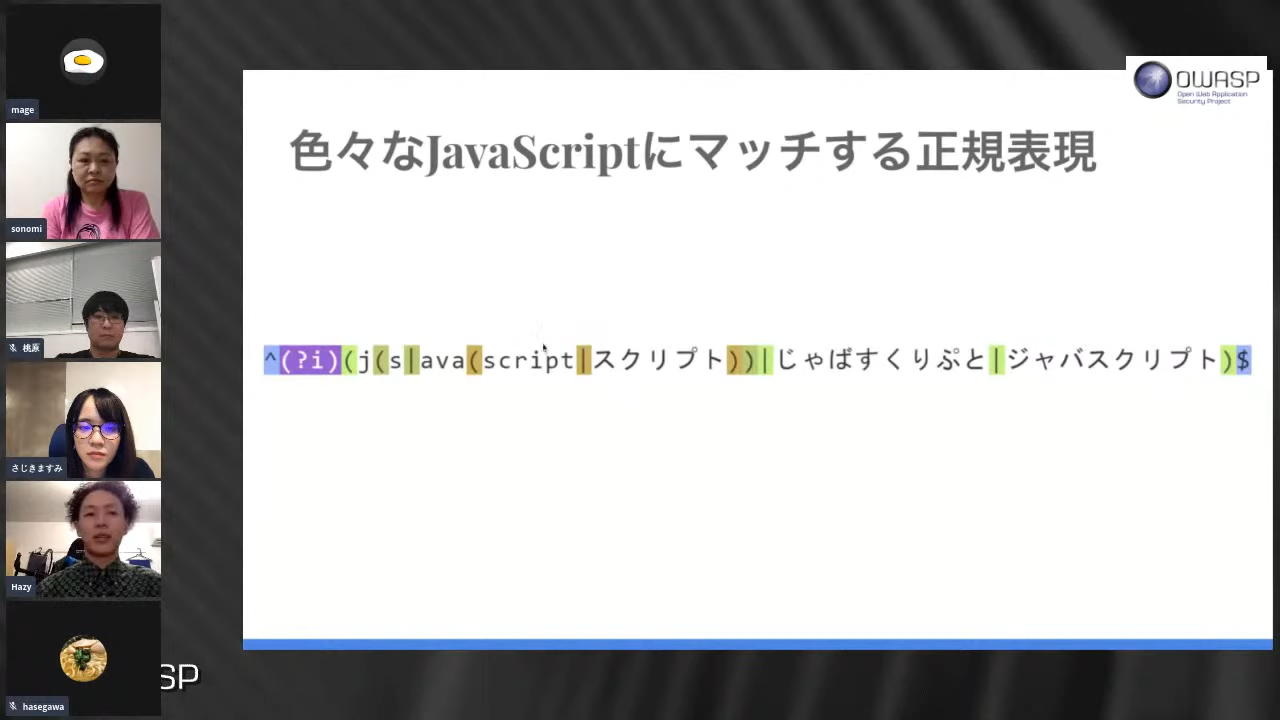 mage
sonomi
桃原
さじきますみ
Hazy
hasegawa
SP
OWASP
Open Web Application
Security Project
色々なJavaScriptにマッチする正規表現
^(?i)(j(s|ava(script|スクリプト))|じゃばすくりぷと|ジャバスクリプト)$